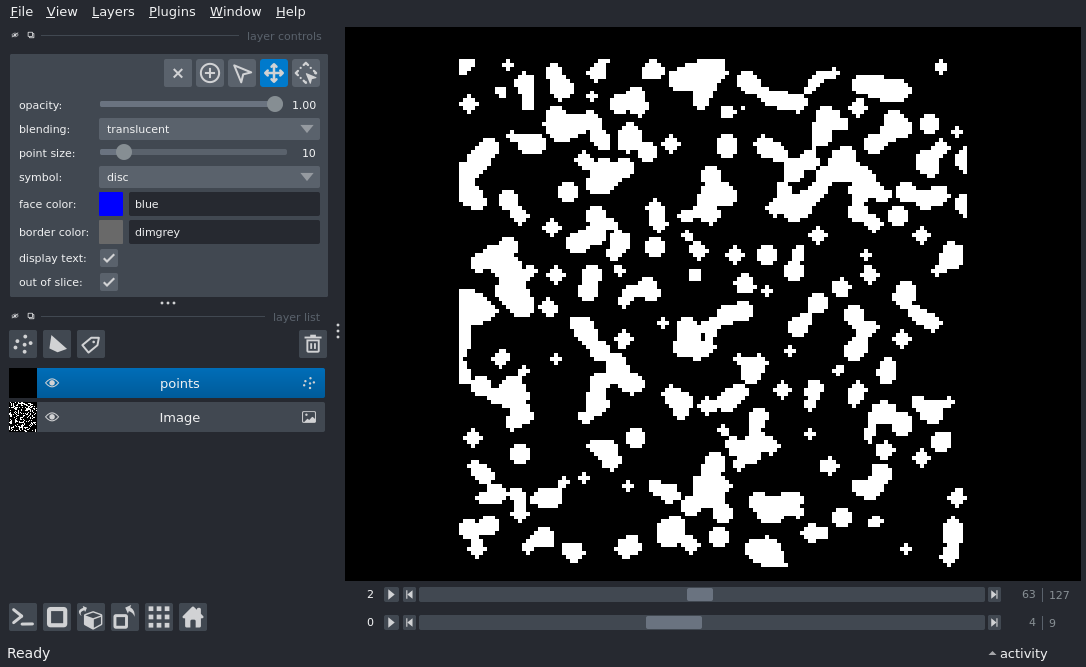 File View Layers Plugins Window Help
layer controls
opacity: 1.00
blending: translucent
point size: 10
symbol: disc
face color: blue
border color: dimgrey
display text:
out of slice:
layer list
points
Image
2 63 | 127
0 4 | 9
Ready activity